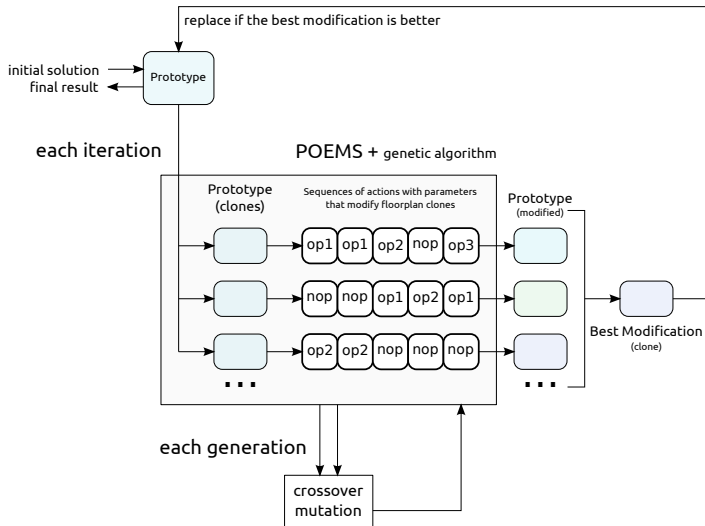 replace if the best modification is better
initial solution
final result
Prototype
each iteration
POEMS + genetic algorithm
Prototype
(clones)
Sequences of actions with parameters
that modify floorplan clones
Prototype
(modified)
op1 op1 op2 nop op3
nop nop op1 op2 op1
op2 op2 nop nop nop
Best Modification
(clone)
...
...
each generation
crossover
mutation